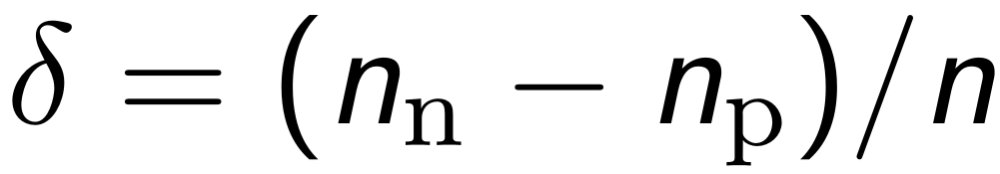 δ = (nₙ − nₚ)/n